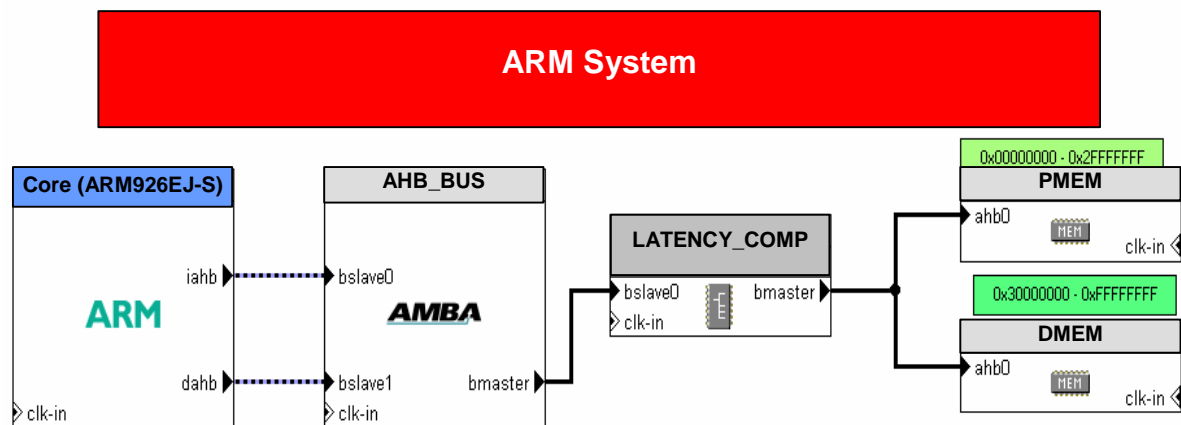 ARM System
0x00000000 - 0x2FFFFFFF
Core (ARM926EJ-S)
AHB_BUS
PMEM
ahb0
MEM
clk-in
LATENCY_COMP
iahb
bslave0
ARM
AMBA
bslave0
bmaster
clk-in
0x30000000 - 0xFFFFFFFF
DMEM
ahb0
MEM
clk-in
dahb
bslave1
bmaster
clk-in
clk-in